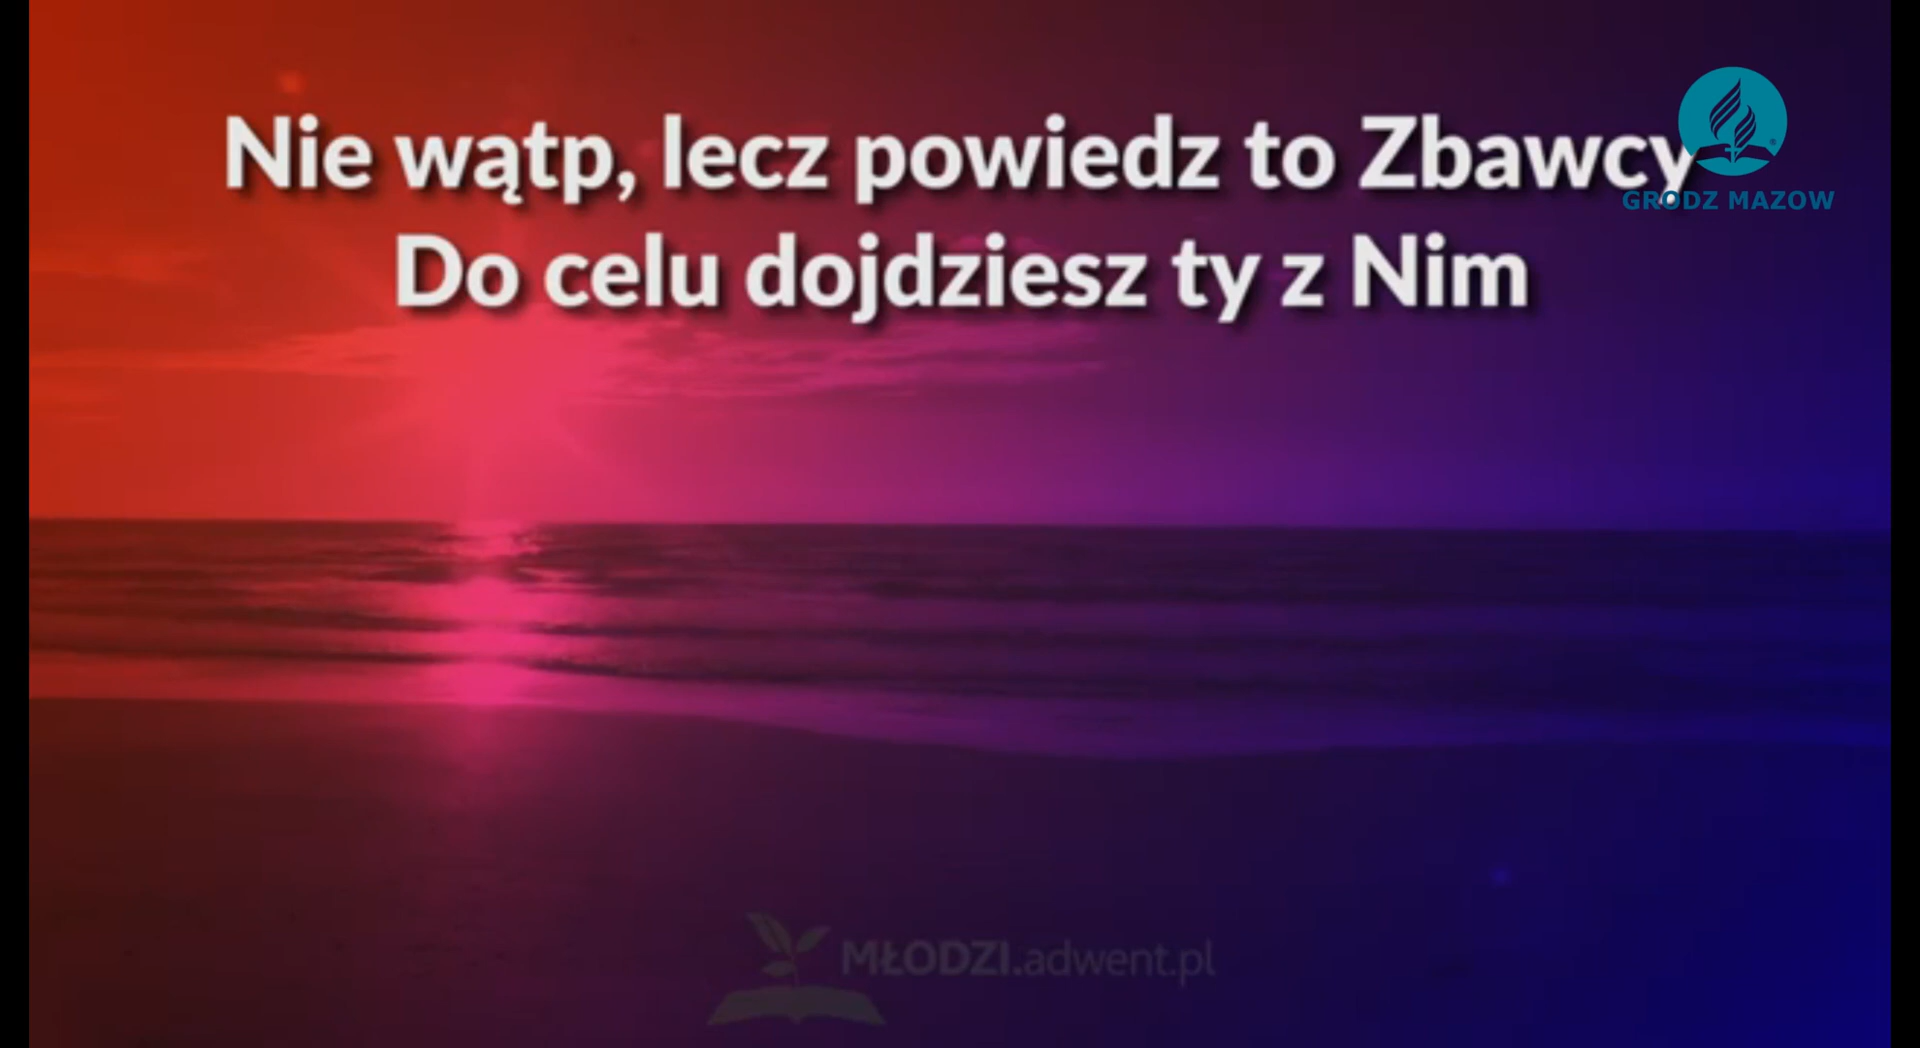 Nie wątp, lecz powiedz to Zbawcy
Do celu dojdziesz ty z Nim
GRODZ MAZOW
MŁODZI.adwent.pl